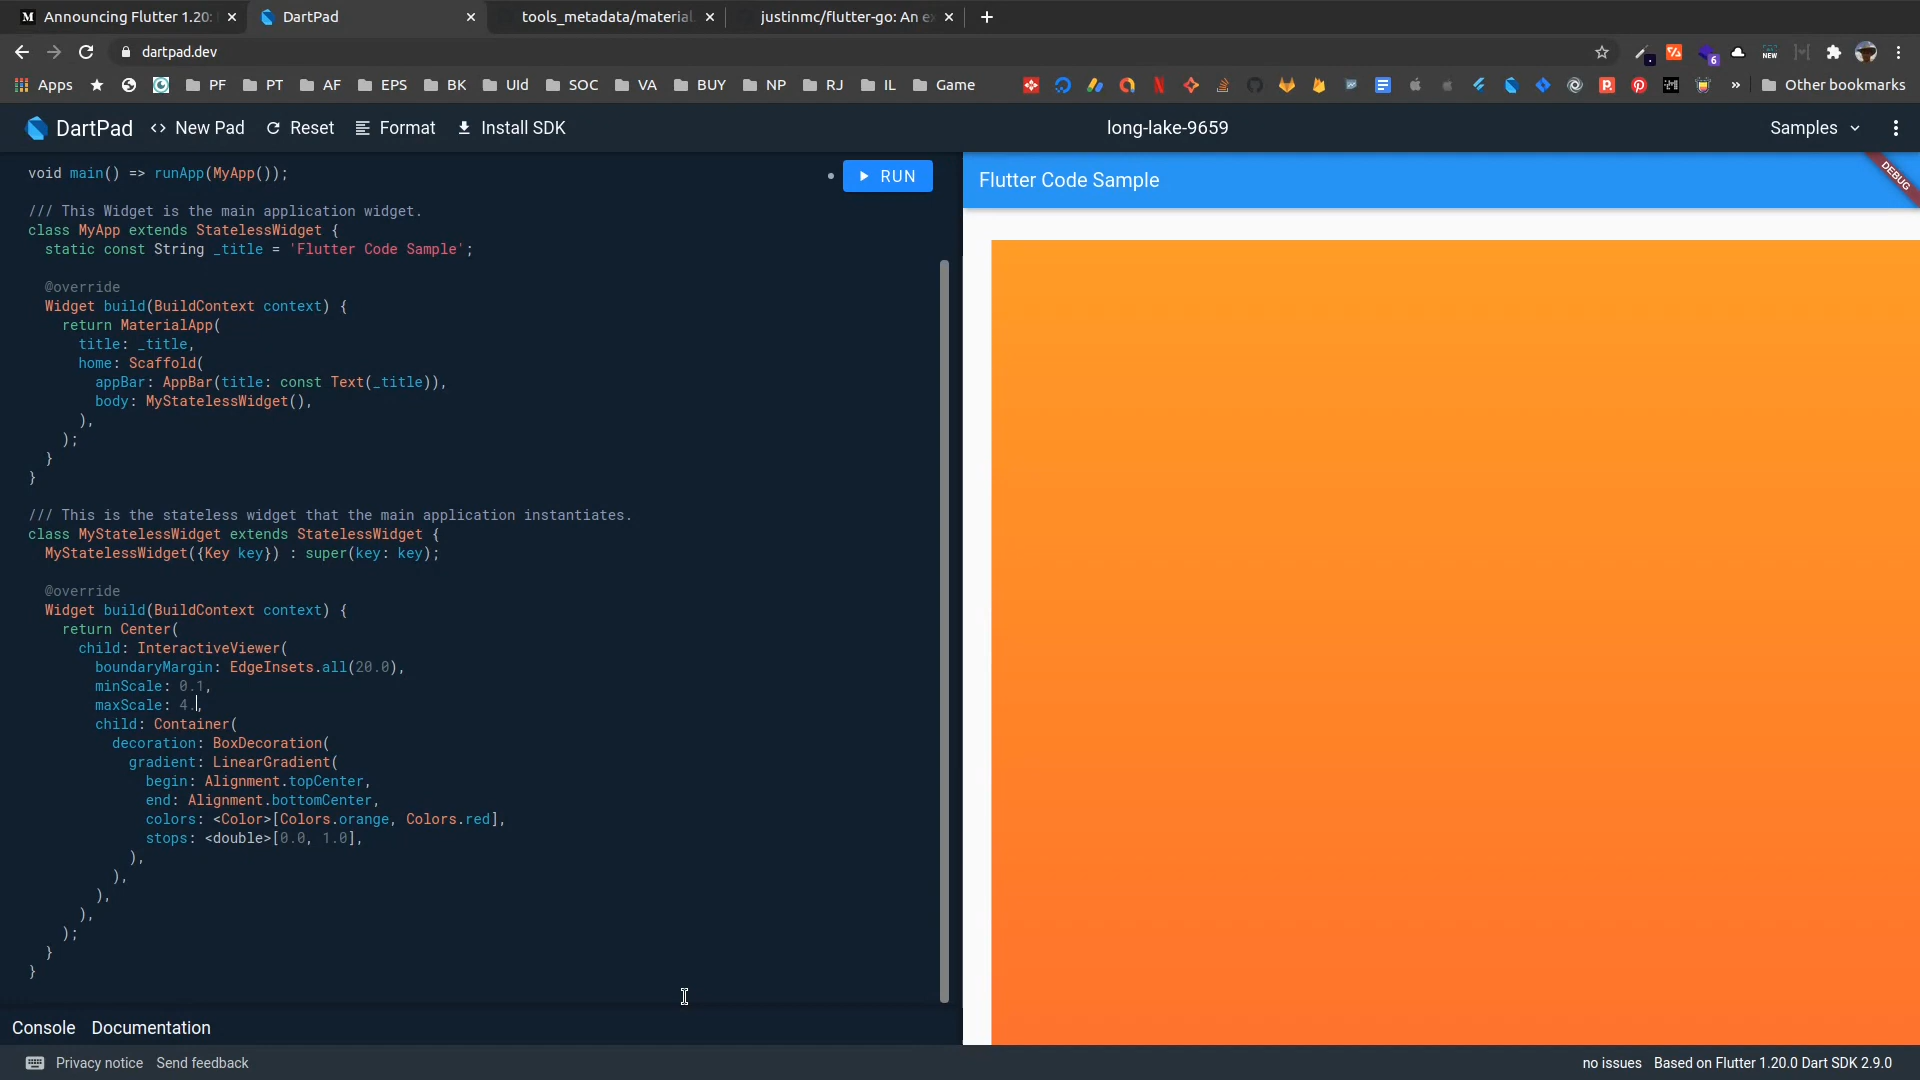 Announcing Flutter 1.20:
DartPad
tools_metadata/material
justinmc/flutter-go: An e
dartpad.dev
6
NEW
Apps
PF
PT
AF
EPS
BK
UId
SOC
VA
BUY
NP
RJ
IL
Game
Other bookmarks
DartPad
<> New Pad
Reset
Format
Install SDK
long-lake-9659
Samples
void main() => runApp(MyApp());
RUN
/// This Widget is the main application widget.
class MyApp extends StatelessWidget {
static const String _title = 'Flutter Code Sample';
@override
Widget build(BuildContext context) {
return MaterialApp(
title: _title,
home: Scaffold(
appBar: AppBar(title: const Text(_title)),
body: MyStatelessWidget(),
),
);
}
}
/// This is the stateless widget that the main application instantiates.
class MyStatelessWidget extends StatelessWidget {
MyStatelessWidget({Key key}) : super(key: key);
@override
Widget build(BuildContext context) {
return Center(
child: InteractiveViewer(
boundaryMargin: EdgeInsets.all(20.0),
minScale: 0.1,
maxScale: 4.,
child: Container(
decoration: BoxDecoration(
gradient: LinearGradient(
begin: Alignment.topCenter,
end: Alignment.bottomCenter,
colors: <Color>[Colors.orange, Colors.red],
stops: <double>[0.0, 1.0],
),
),
),
),
);
}
}
Flutter Code Sample
DEBUG
Console
Documentation
Privacy notice
Send feedback
no issues
Based on Flutter 1.20.0 Dart SDK 2.9.0